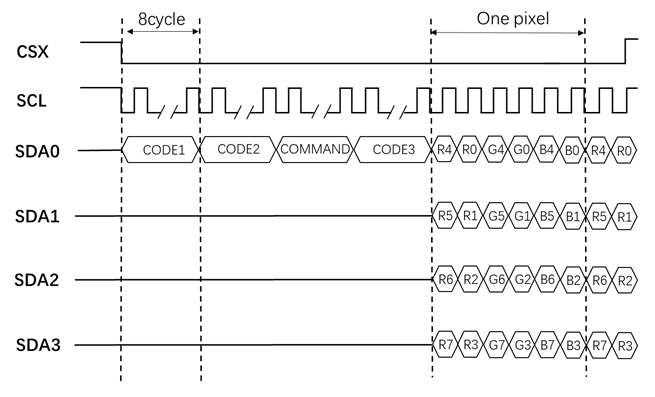 8cycle One pixel
CSX
SCL
SDA0 CODE1 CODE2 COMMAND CODE3 R4 R0 G4 G0 B4 B0 R4 R0
SDA1 R5 R1 G5 G1 B5 B1 R5 R1
SDA2 R6 R2 G6 G2 B6 B2 R6 R2
SDA3 R7 R3 G7 G3 B7 B3 R7 R3